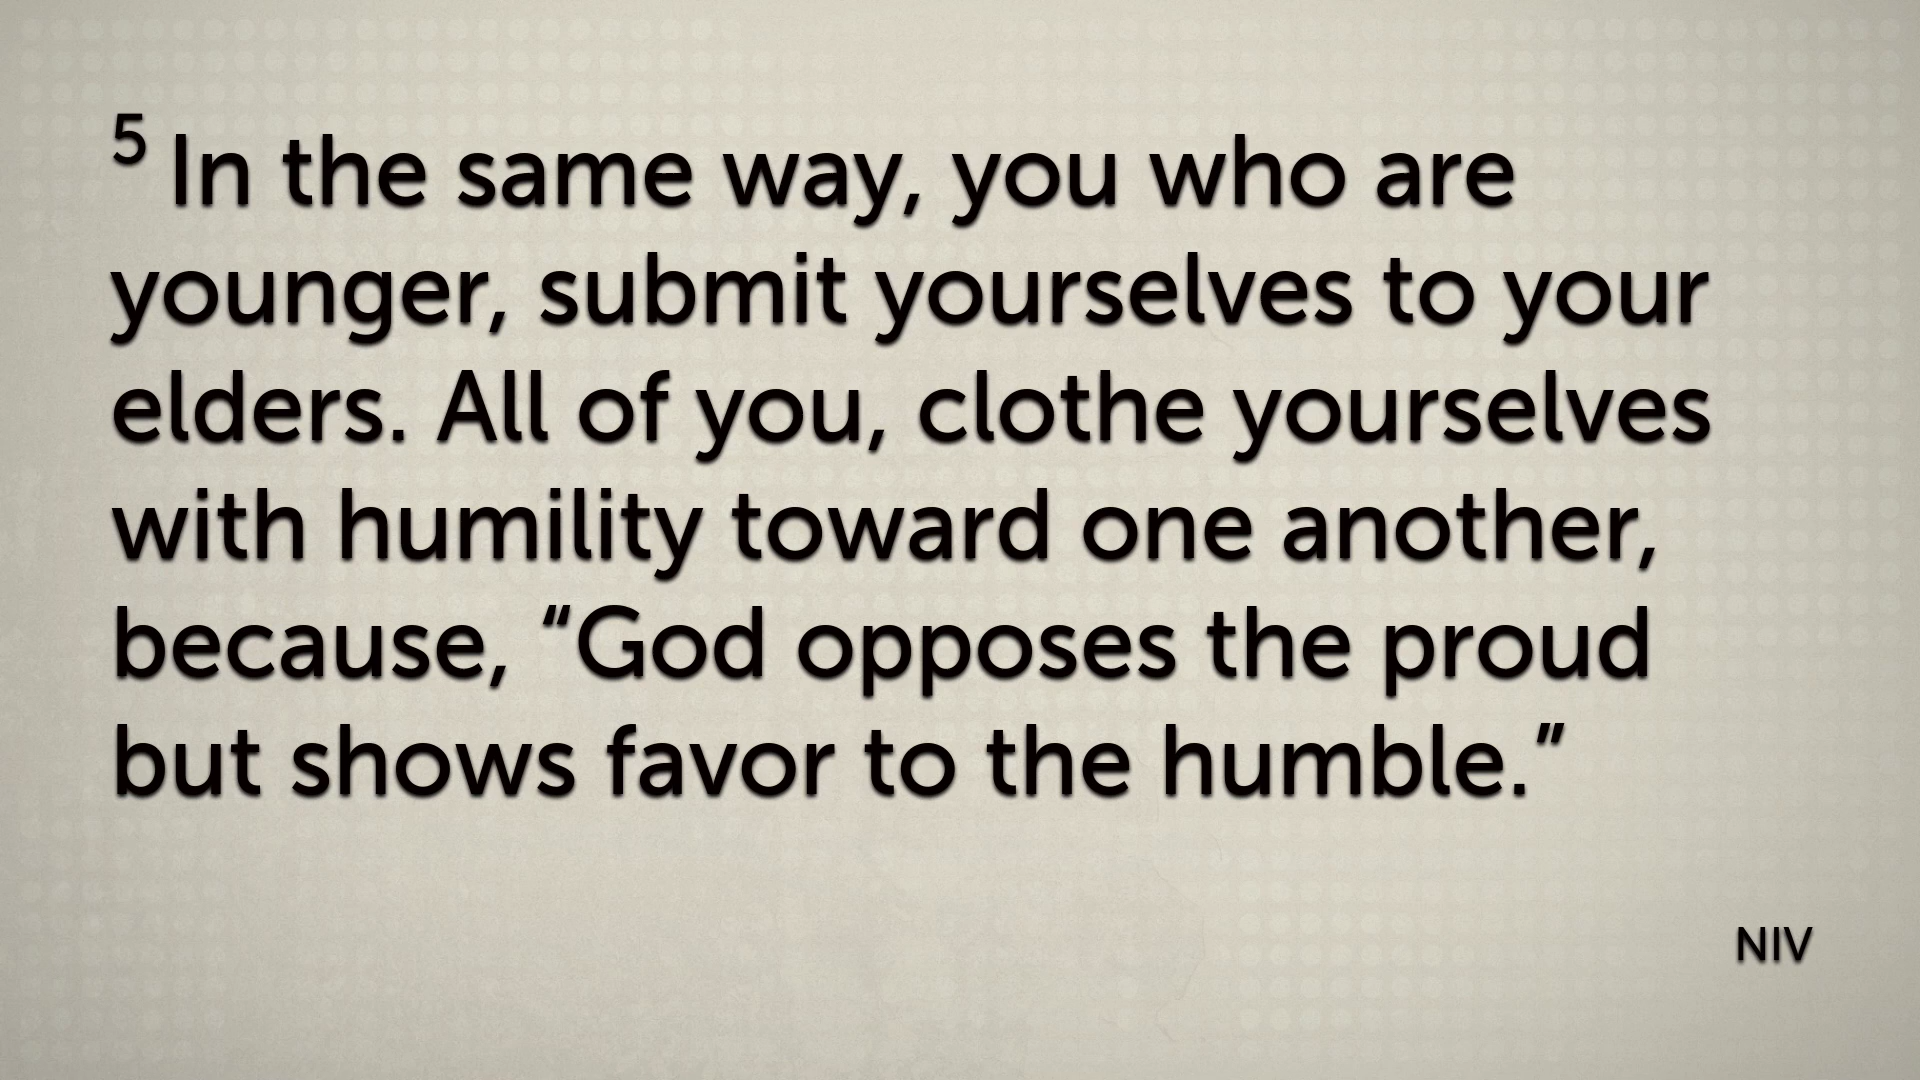 5 In the same way, you who are
younger, submit yourselves to your
elders. All of you, clothe yourselves
with humility toward one another,
because, “God opposes the proud
but shows favor to the humble.”
NIV